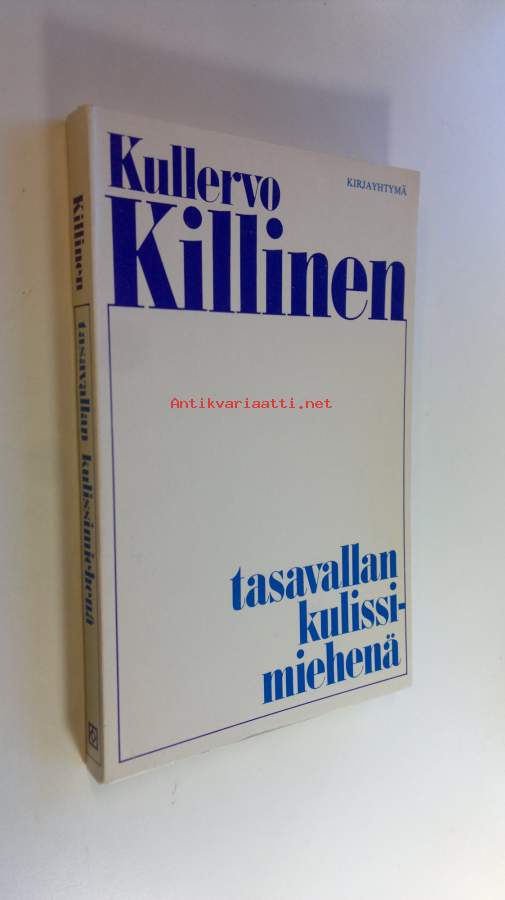 Kullervo
KIRJAYHTYMÄ
Killinen
Antikvariaatti.net
tasavallan
kulissi-
miehenä
Killinen tasavallan kulissimiehenä